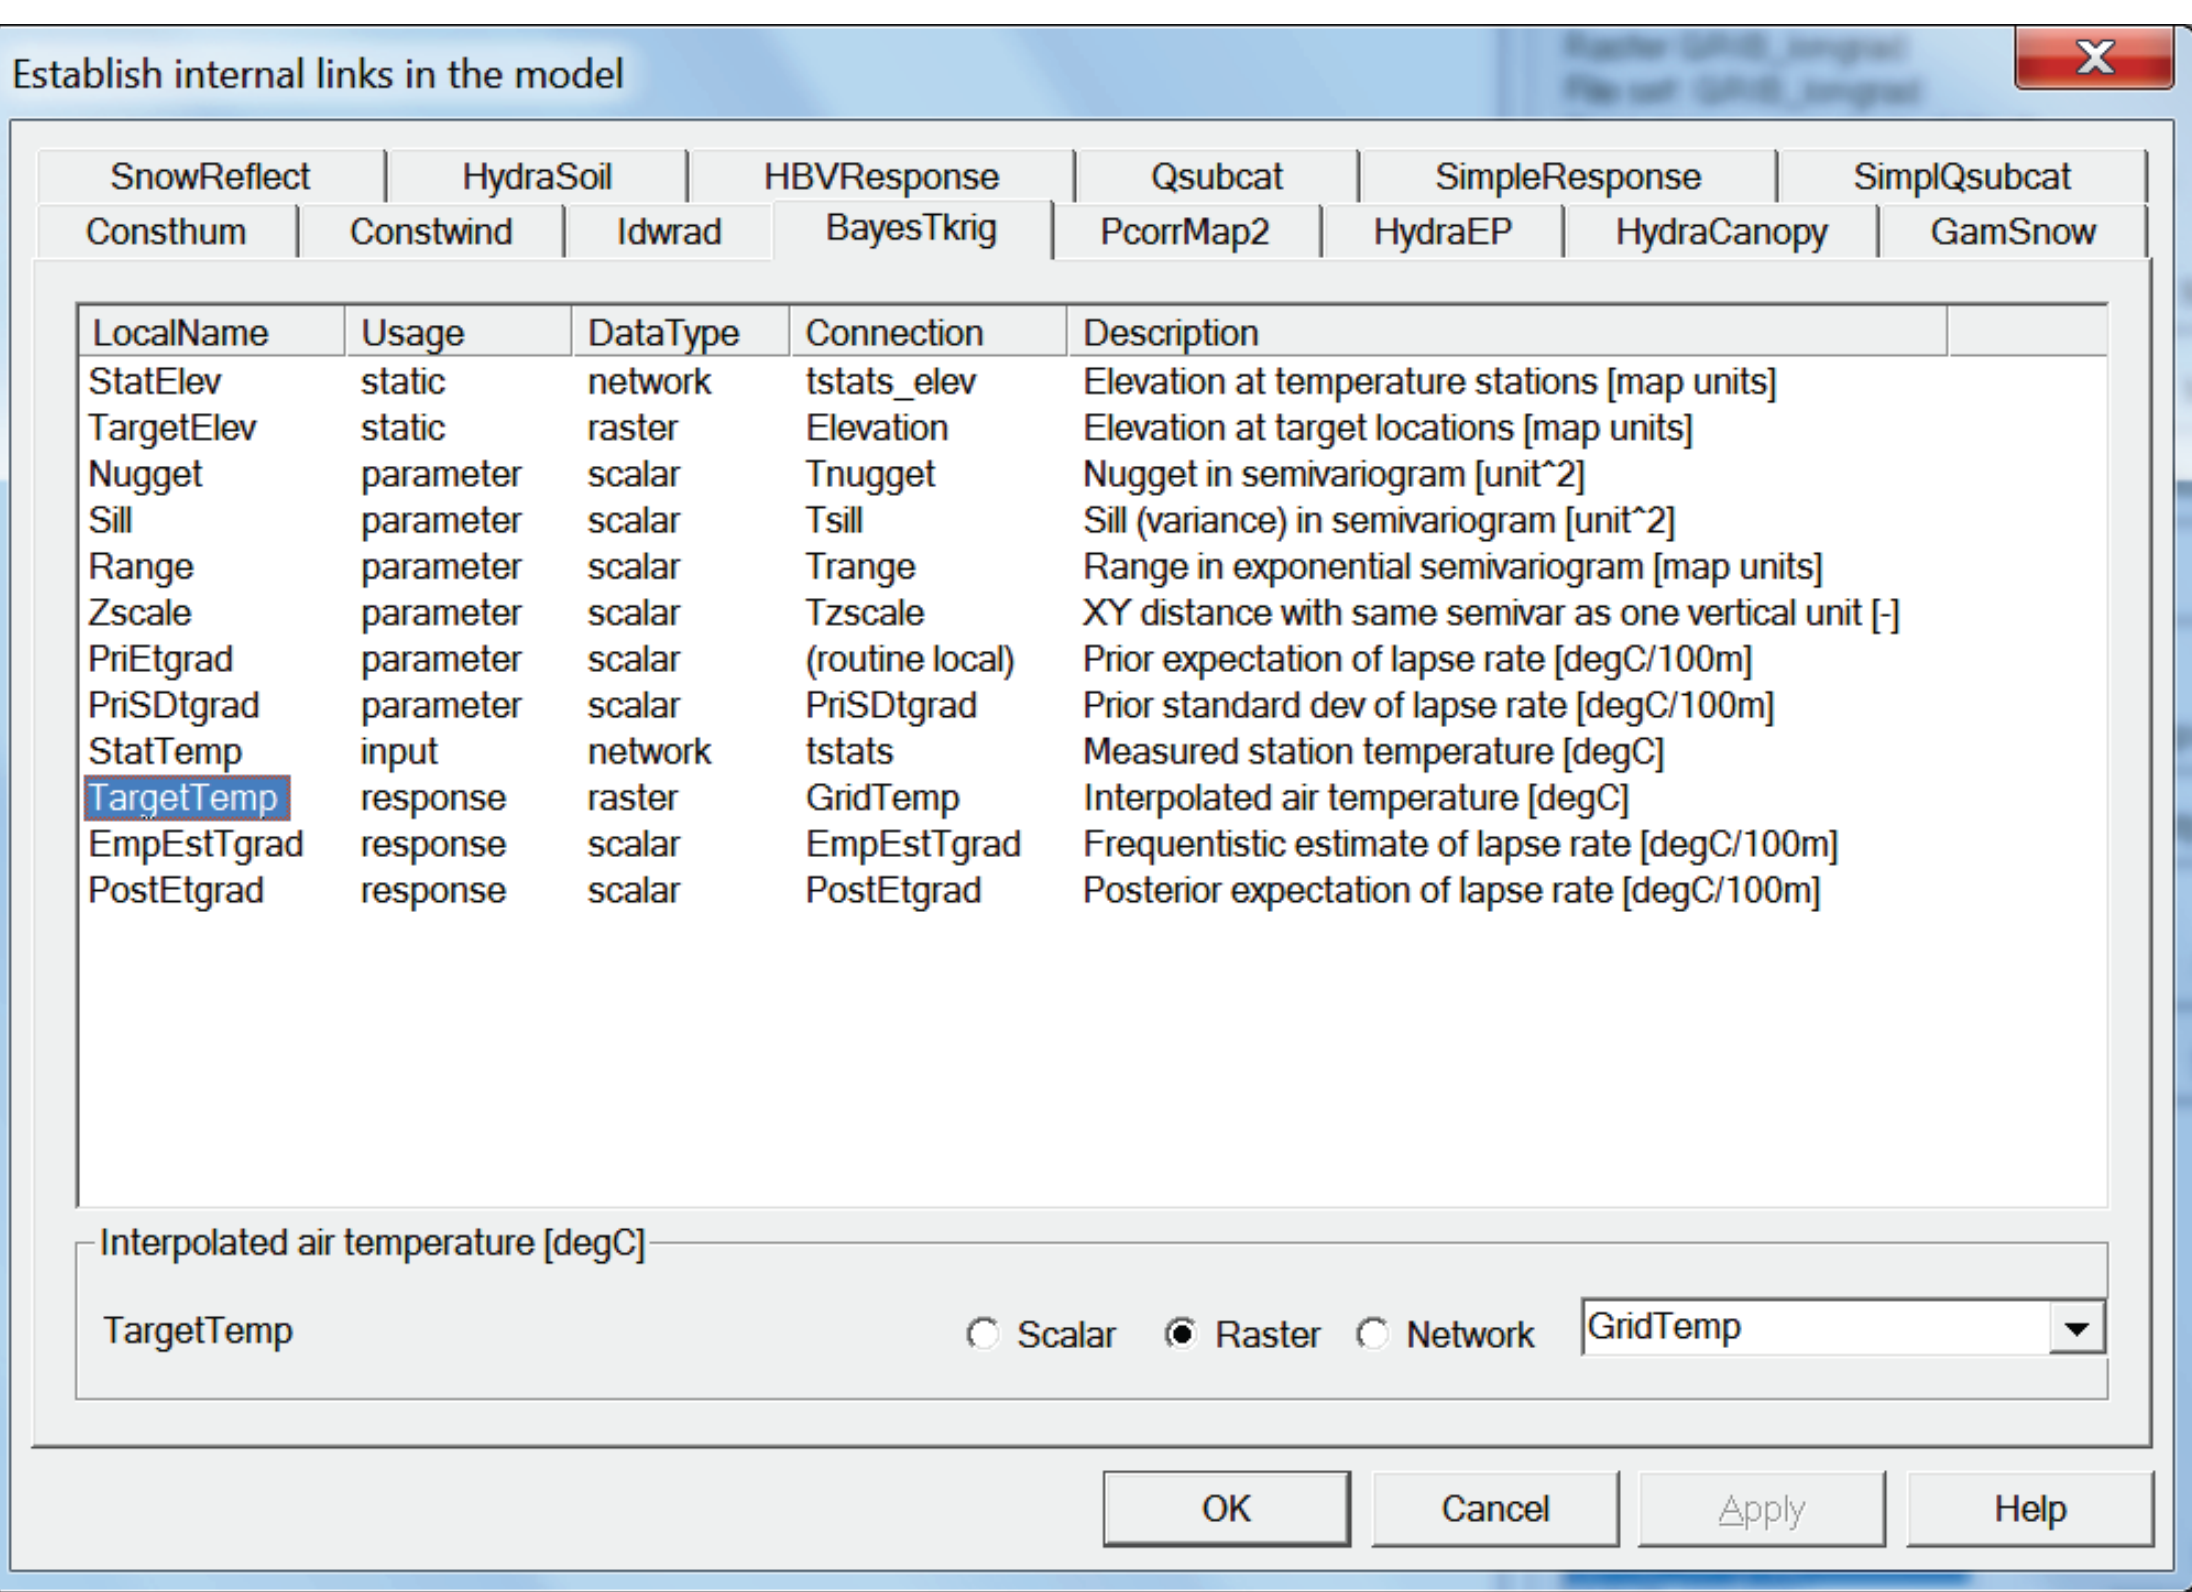 Establish internal links in the model
SnowReflect HydraSoil HBVResponse Qsubcat SimpleResponse SimplQsubcat
Consthum Constwind Idwrad BayesTkrig PcorrMap2 HydraEP HydraCanopy GamSnow
LocalName Usage DataType Connection Description
StatElev static network tstats_elev Elevation at temperature stations [map units]
TargetElev static raster Elevation Elevation at target locations [map units]
Nugget parameter scalar Tnugget Nugget in semivariogram [unit^2]
Sill parameter scalar Tsill Sill (variance) in semivariogram [unit^2]
Range parameter scalar Trange Range in exponential semivariogram [map units]
Zscale parameter scalar Tzscale XY distance with same semivar as one vertical unit [-]
PriEtgrad parameter scalar (routine local) Prior expectation of lapse rate [degC/100m]
PriSDtgrad parameter scalar PriSDtgrad Prior standard dev of lapse rate [degC/100m]
StatTemp input network tstats Measured station temperature [degC]
TargetTemp response raster GridTemp Interpolated air temperature [degC]
EmpEstTgrad response scalar EmpEstTgrad Frequentistic estimate of lapse rate [degC/100m]
PostEtgrad response scalar PostEtgrad Posterior expectation of lapse rate [degC/100m]
Interpolated air temperature [degC]
TargetTemp Scalar Raster Network GridTemp
OK Cancel Apply Help